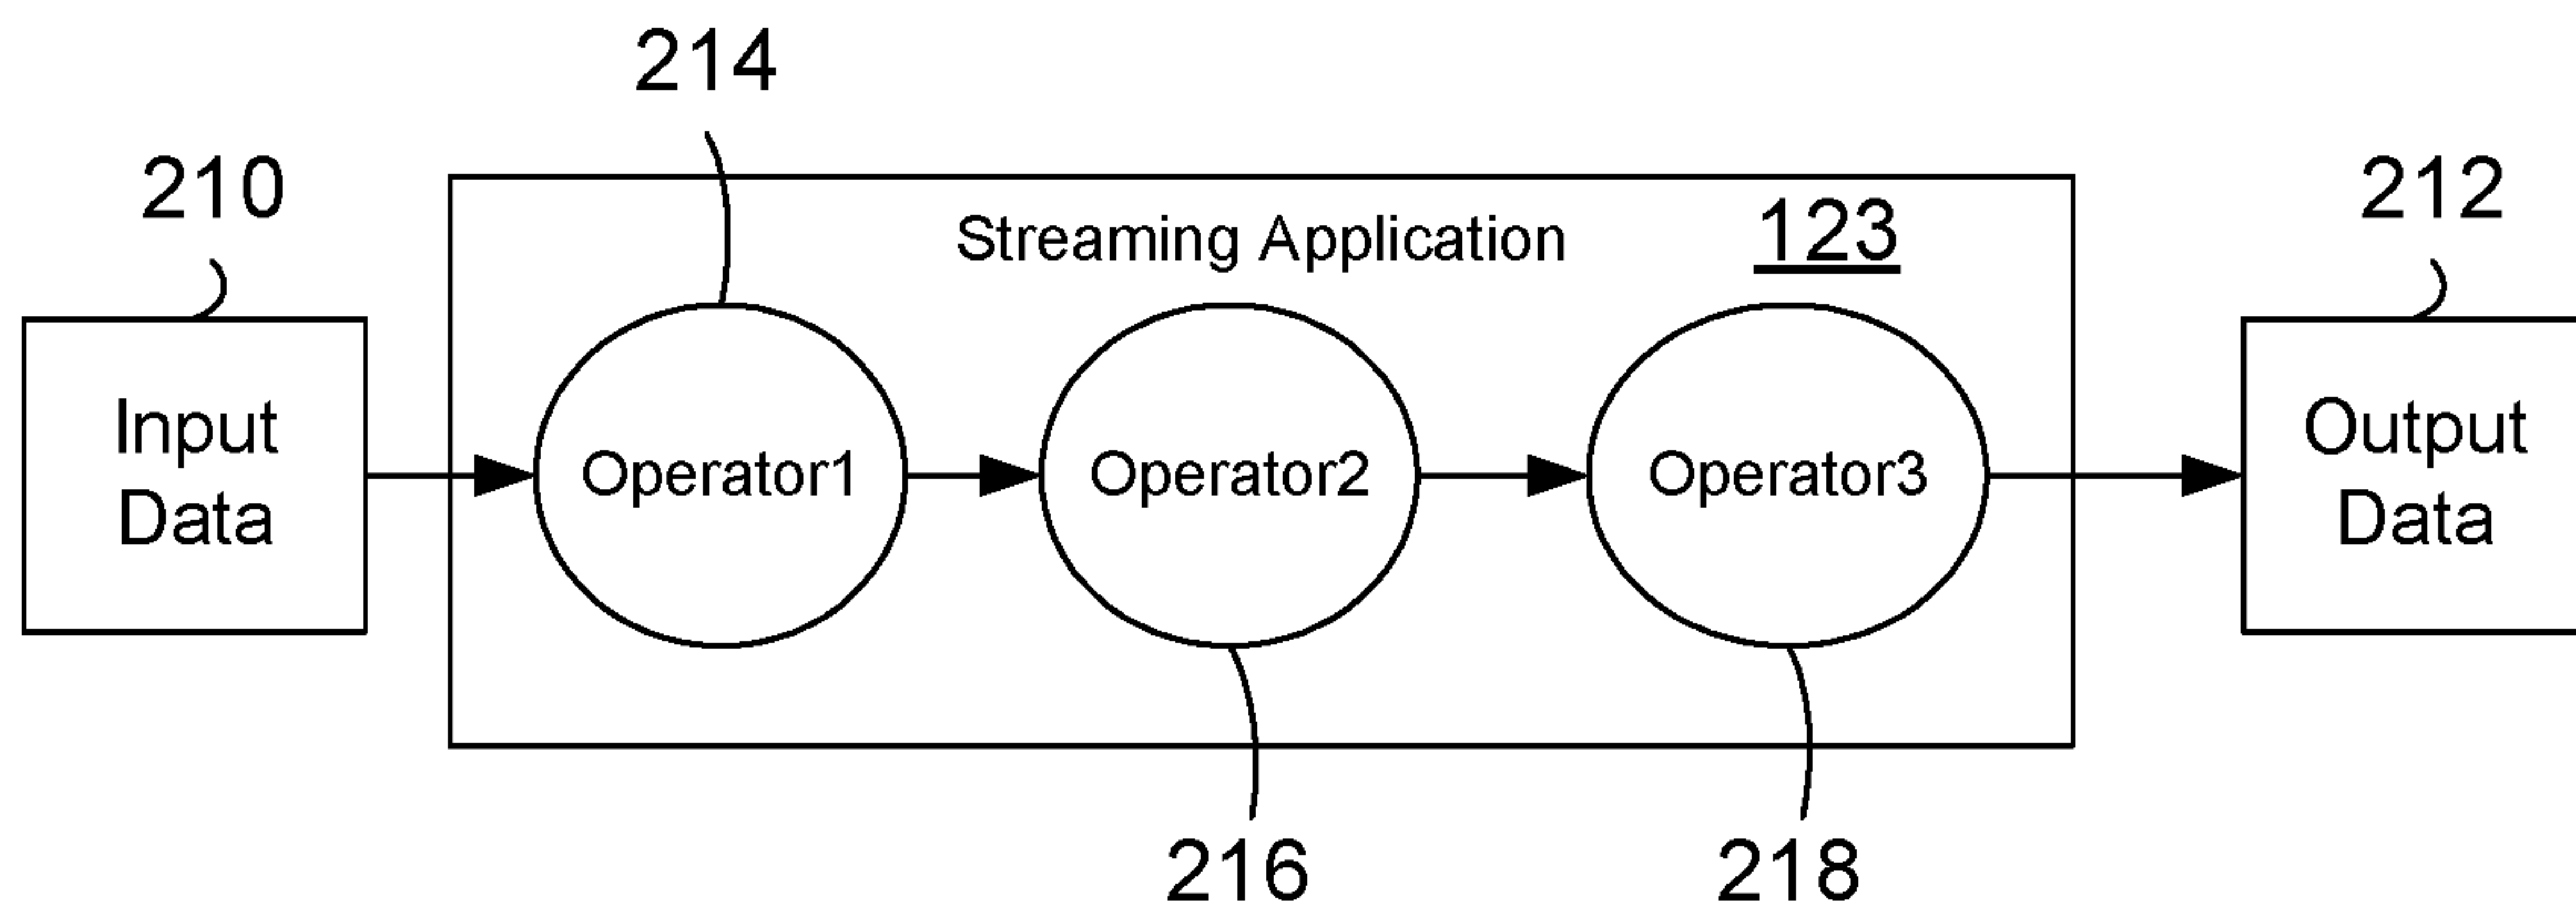 214
210
212
Streaming Application 123
Input
Data
Operator1
Operator2
Operator3
Output
Data
216
218